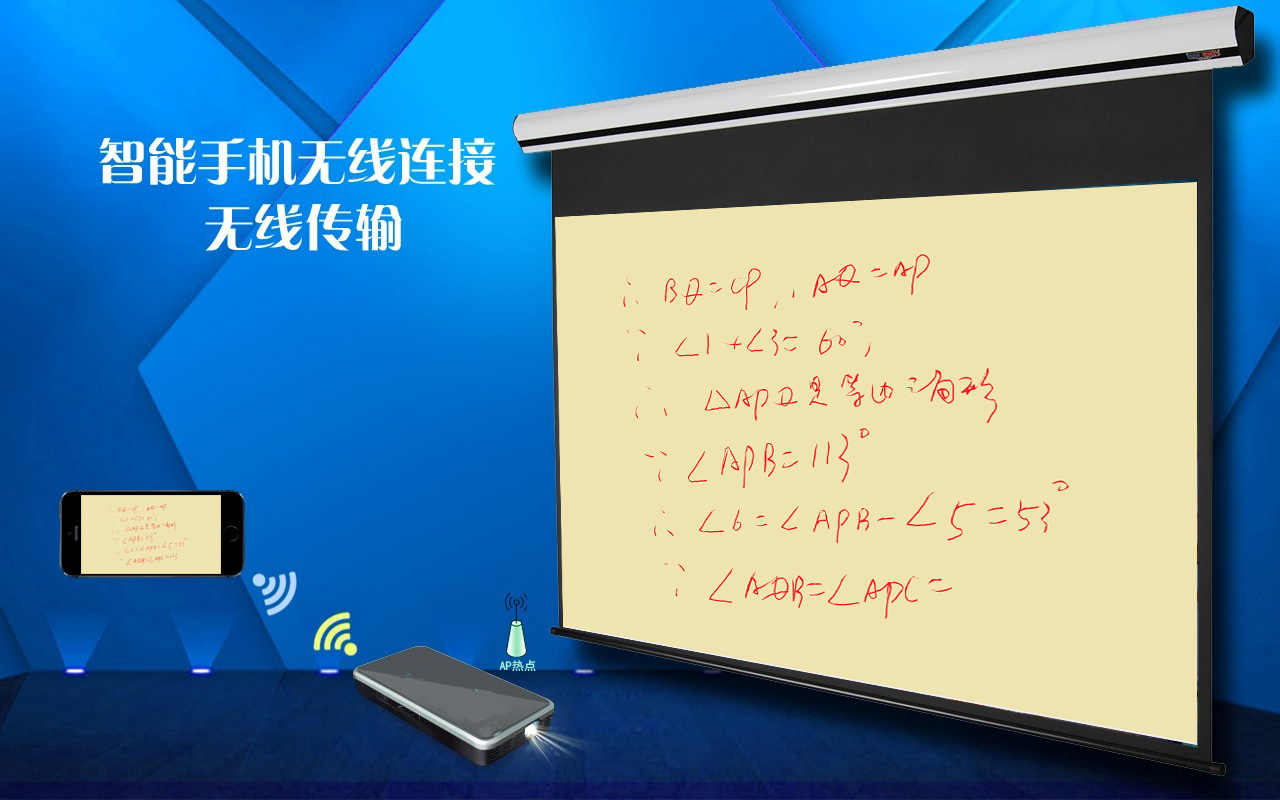 智能手机无线连接
无线传输
∴ BQ=CP ∴ AQ=AP
∵ ∠1+∠3=60°,
∴ △APQ是等边三角形
∵ ∠APB=113°
∴ ∠6=∠APB-∠5=53°
∵ ∠AQB=∠APC=
AP热点